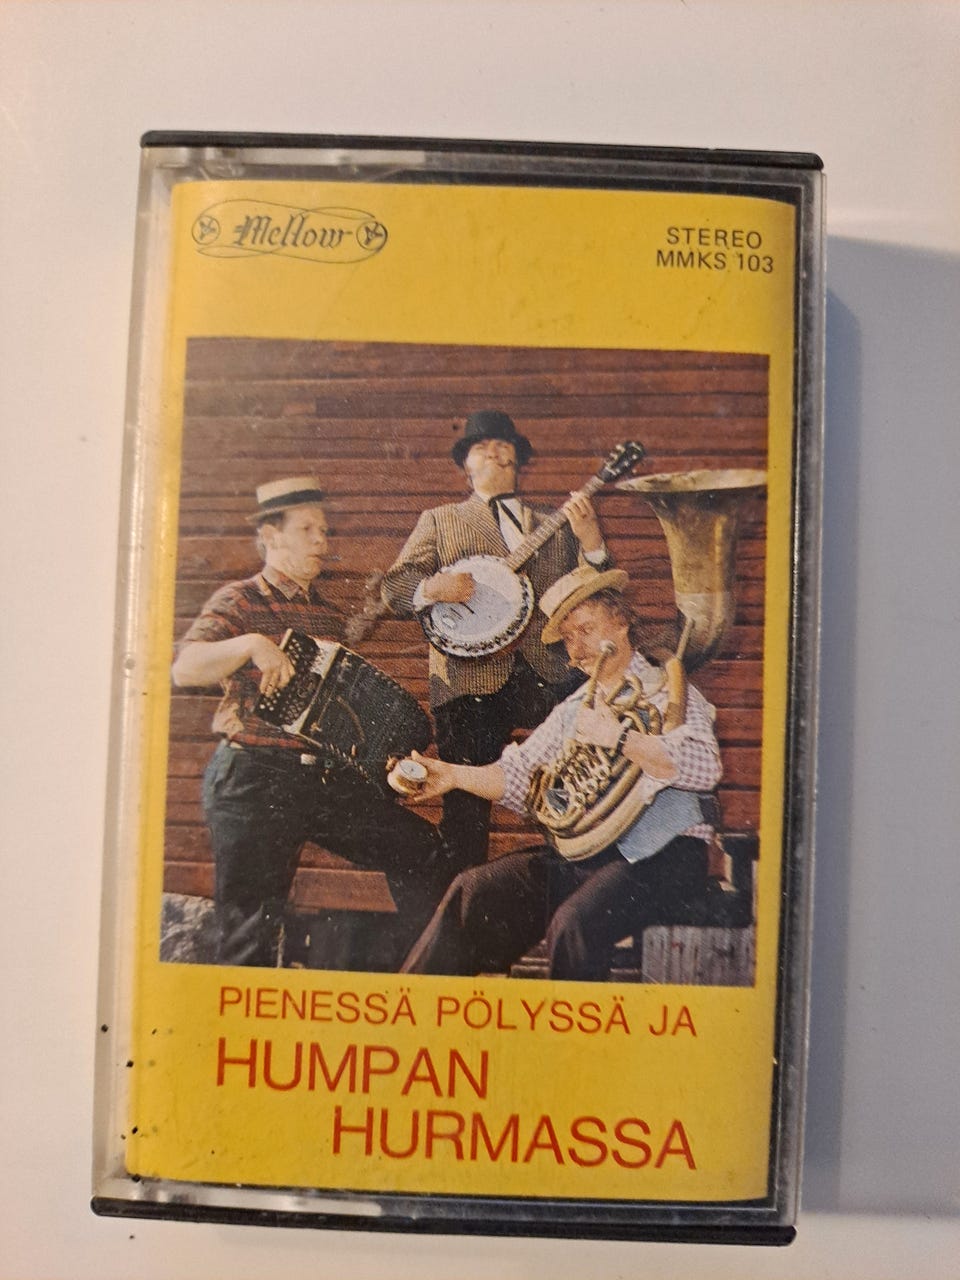 Mellow
STEREO
MMKS 103
PIENESSÄ PÖLYSSÄ JA
HUMPAN
HURMASSA